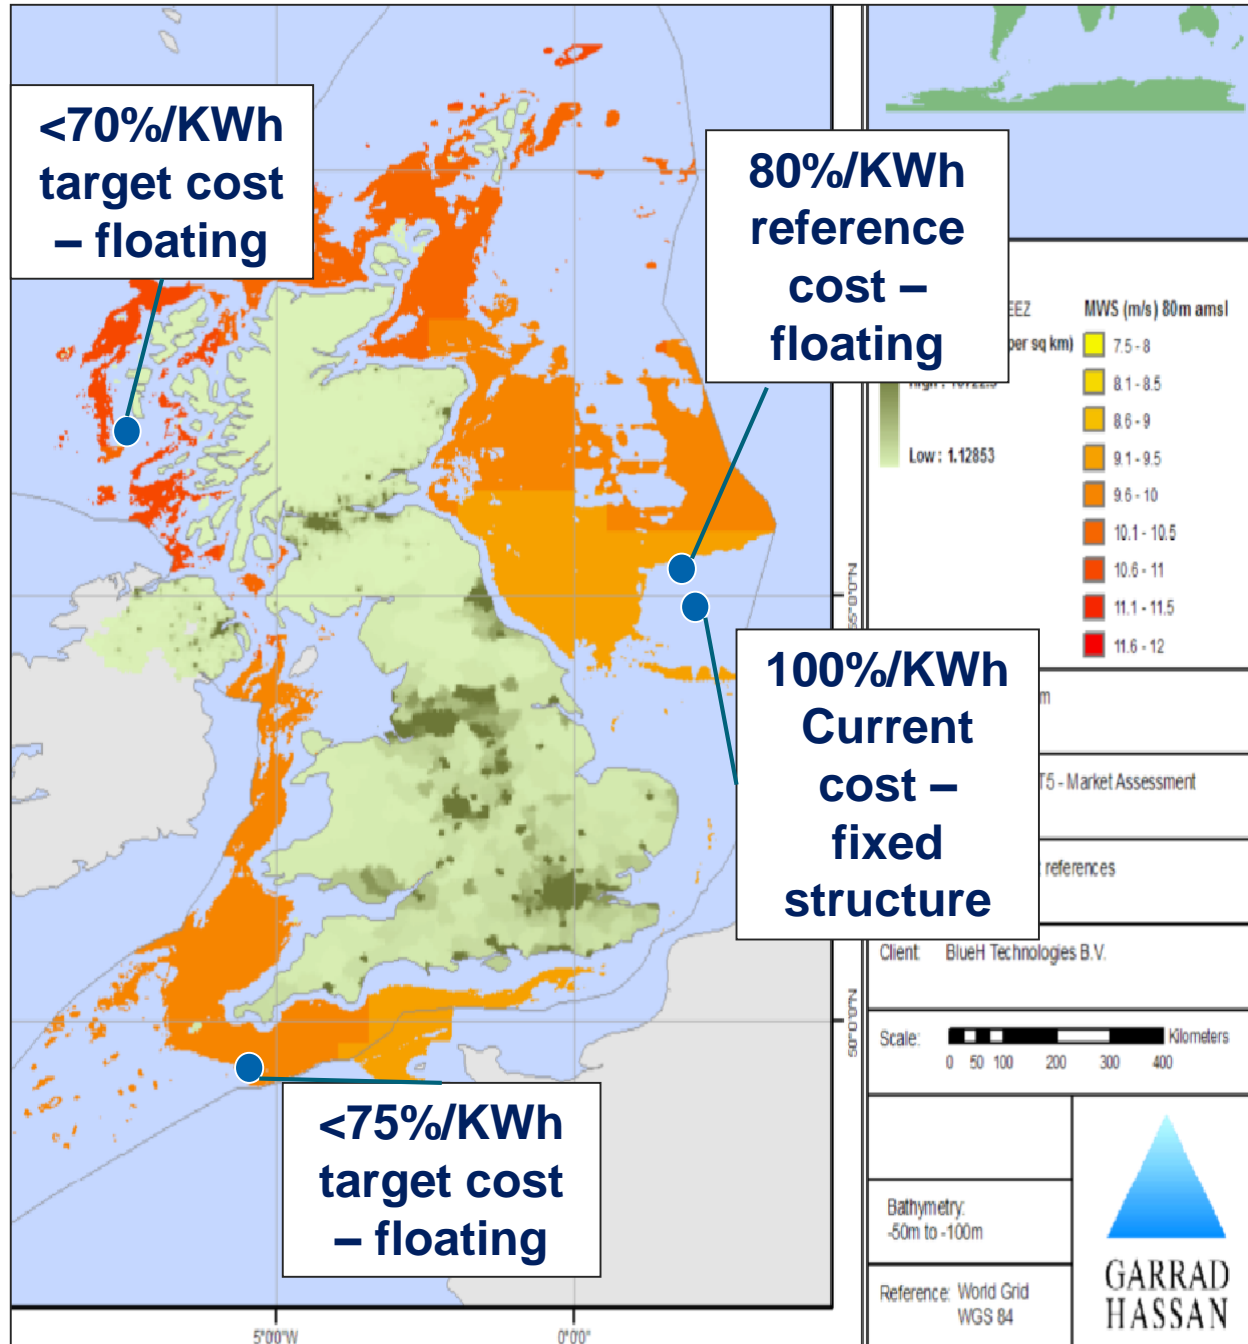 <70%/KWh
target cost
– floating
80%/KWh
reference
cost –
floating
EEZ
per sq km)
Low : 1.12853
MWS (m/s) 80m amsl
7.5 - 8
8.1 - 8.5
8.6 - 9
9.1 - 9.5
9.6 - 10
10.1 - 10.5
10.6 - 11
11.1 - 11.5
11.6 - 12
100%/KWh
Current
cost –
fixed
structure
m
T5 - Market Assessment
references
Client: BlueH Technologies B.V.
Scale:
Kilometers
0 50 100 200 300 400
<75%/KWh
target cost
– floating
Bathymetry:
-50m to -100m
Reference: World Grid
WGS 84
GARRAD
HASSAN
55°0'0"N
50°0'0"N
5°0'0"W
0°0'0"